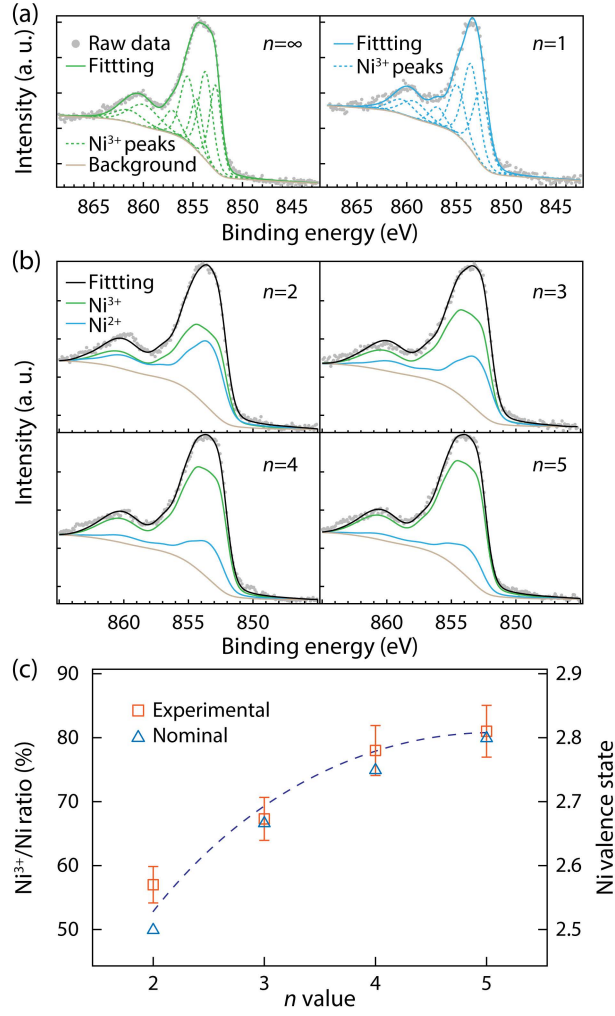 (a)
Raw data
Fittting
n=∞
Ni³⁺ peaks
Background
Fittting
n=1
Ni³⁺ peaks
Intensity (a. u.)
865 860 855 850 845 865 860 855 850 845
Binding energy (eV)
(b)
Fittting
Ni³⁺
Ni²⁺
n=2
n=3
n=4
n=5
Intensity (a. u.)
860 855 850 860 855 850
Binding energy (eV)
(c)
90
80
70
60
50
Ni³⁺/Ni ratio (%)
Experimental
Nominal
2.9
2.8
2.7
2.6
2.5
Ni valence state
2 3 4 5
n value